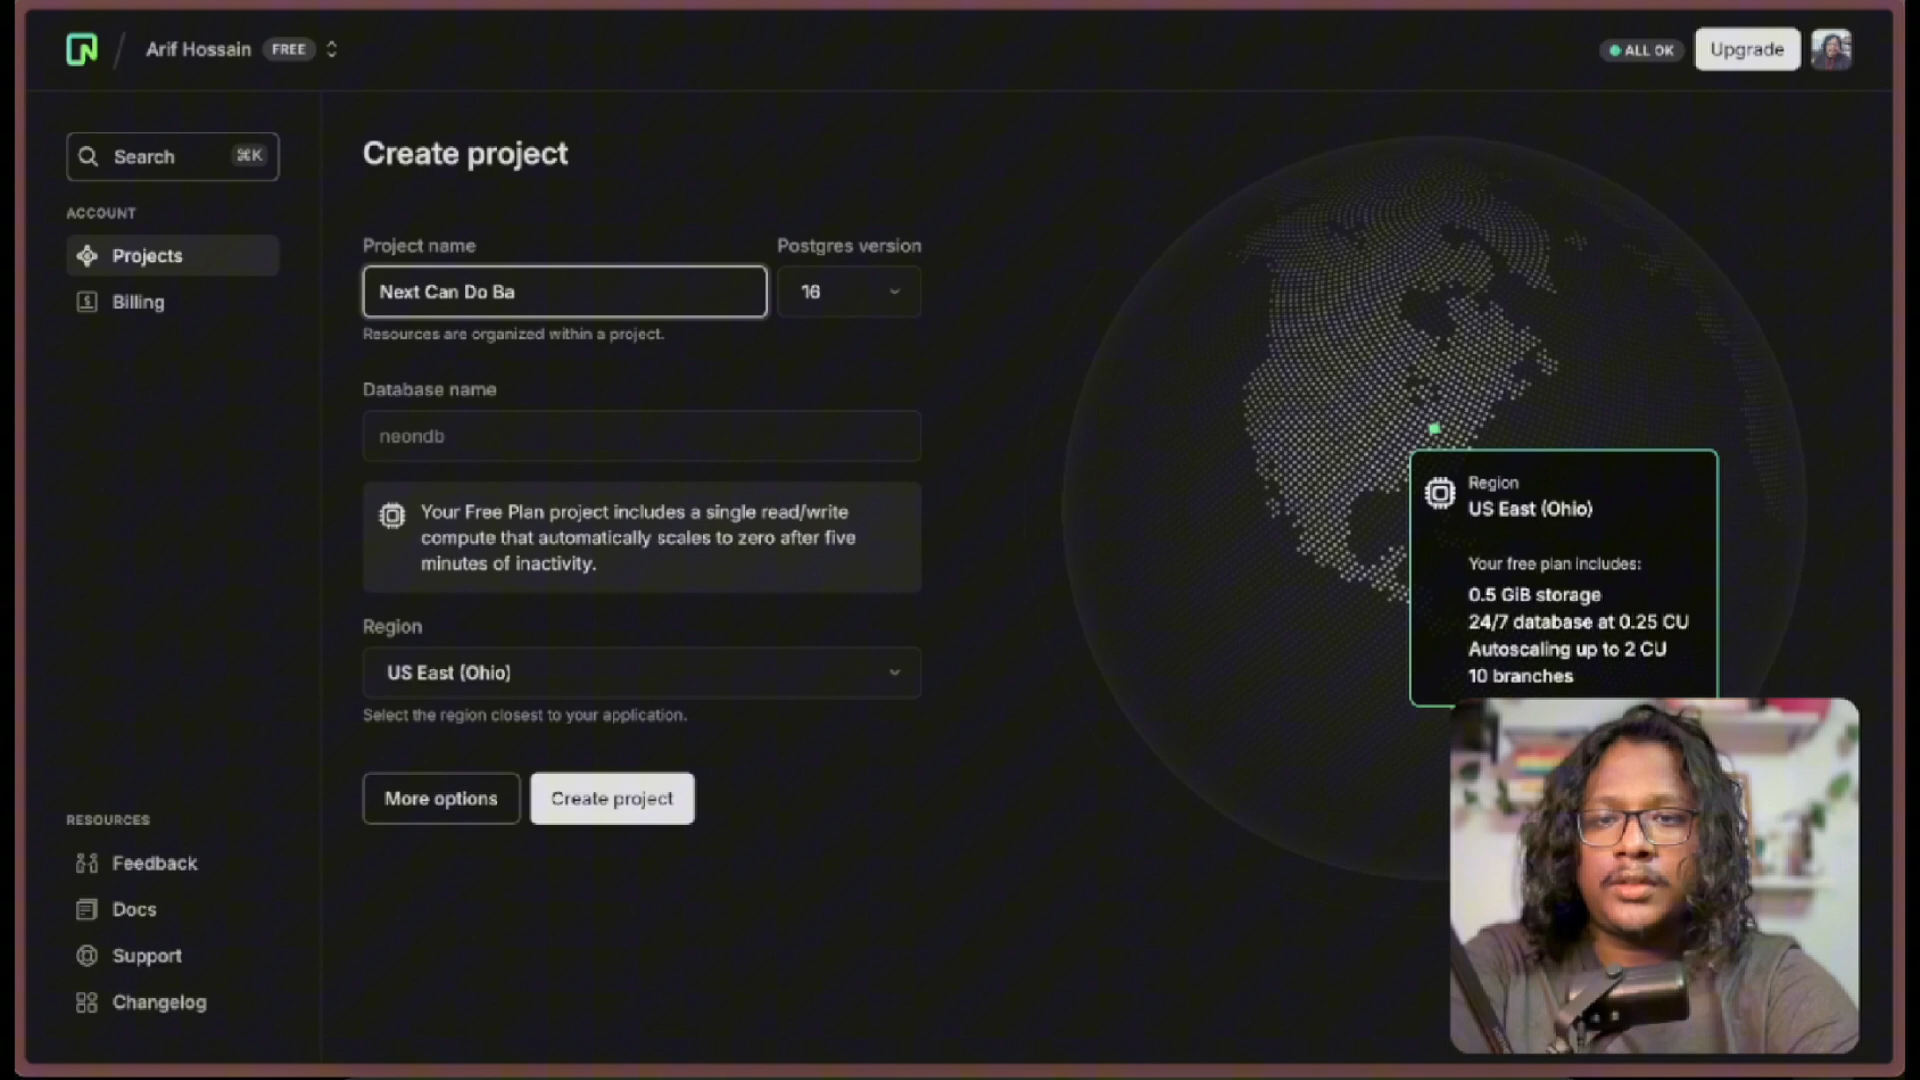 Arif Hossain FREE
ALL OK
Upgrade
Search ⌘K
ACCOUNT
Projects
Billing
RESOURCES
Feedback
Docs
Support
Changelog
Create project
Project name
Next Can Do Ba
Resources are organized within a project.
Postgres version
16
Database name
neondb
Your Free Plan project includes a single read/write
compute that automatically scales to zero after five
minutes of inactivity.
Region
US East (Ohio)
Select the region closest to your application.
More options
Create project
Region
US East (Ohio)
Your free plan includes:
0.5 GiB storage
24/7 database at 0.25 CU
Autoscaling up to 2 CU
10 branches